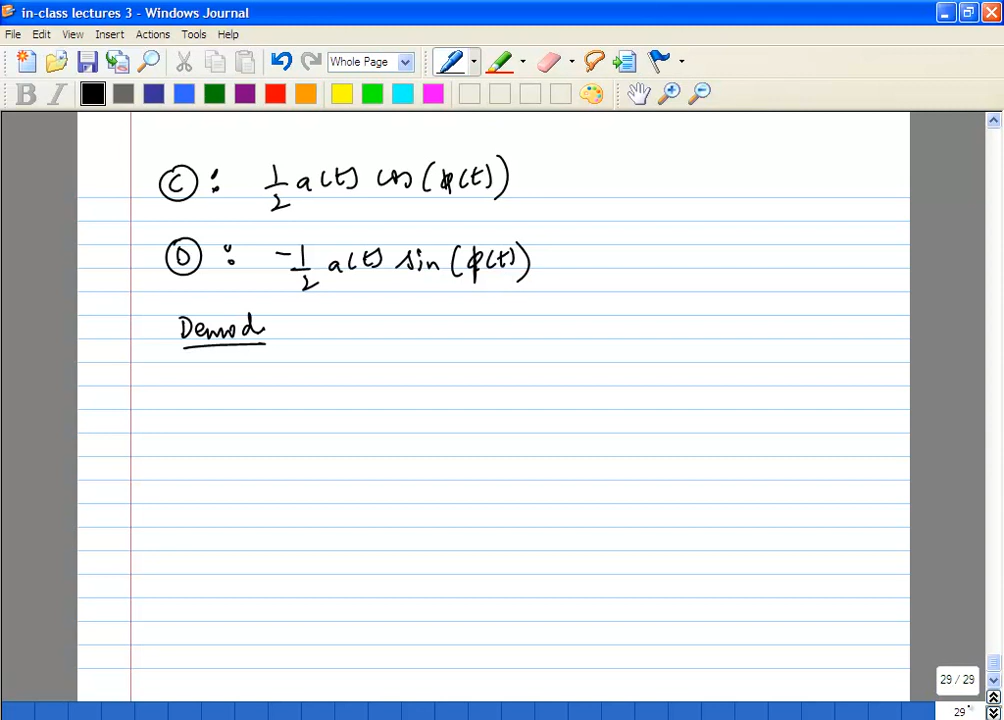 in-class lectures 3 - Windows Journal
File Edit View Insert Actions Tools Help
Whole Page
B I
Ⓒ : 1/2 a(t) cos(φ(t))
Ⓓ : -1/2 a(t) sin(φ(t))
Demod
29 / 29
29